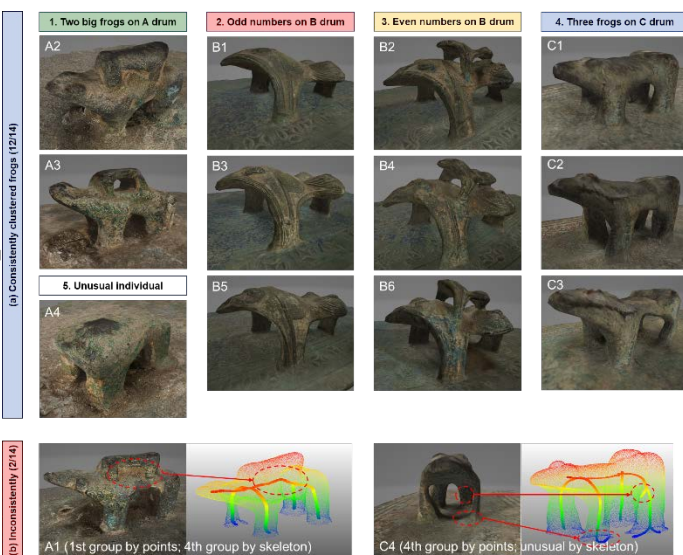 1. Two big frogs on A drum
2. Odd numbers on B drum
3. Even numbers on B drum
4. Three frogs on C drum
(a) Consistently clustered frogs (12/14)
A2
B1
B2
C1
A3
B3
B4
C2
5. Unusual individual
A4
B5
B6
C3
(b) Inconsistently (2/14)
A1 (1st group by points; 4th group by skeleton)
C4 (4th group by points; unusual by skeleton)